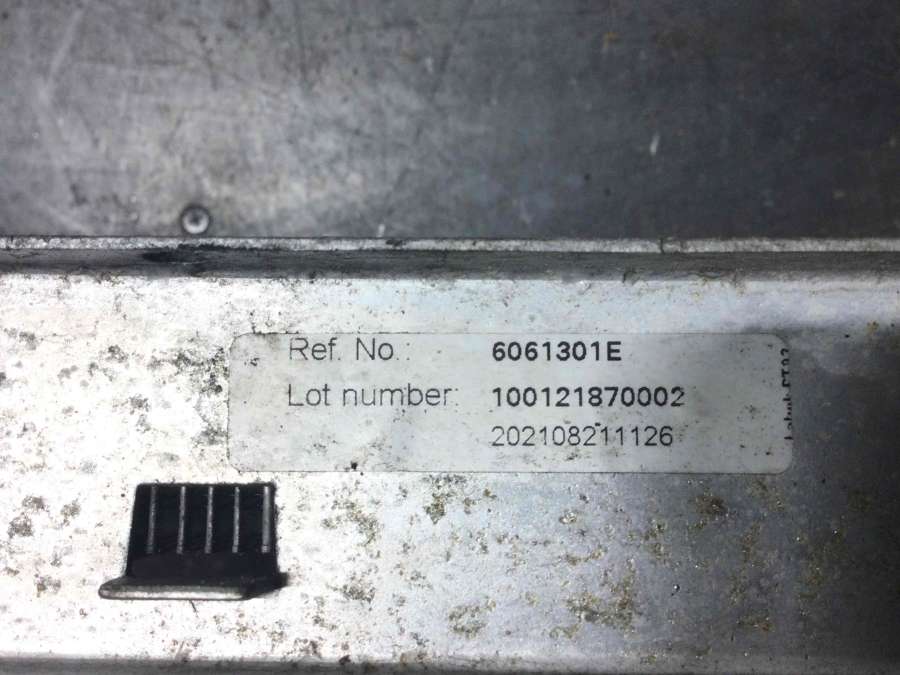 Ref. No.: 6061301E
Lot number: 100121870002
202108211126